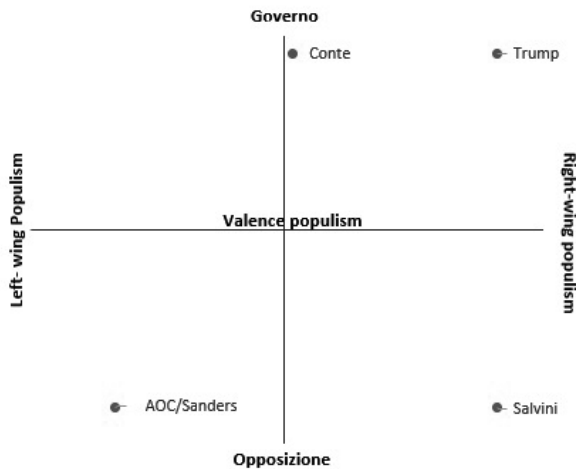 Governo
Conte
Trump
Left- wing Populism
Valence populism
Right-wing populism
AOC/Sanders
Salvini
Opposizione